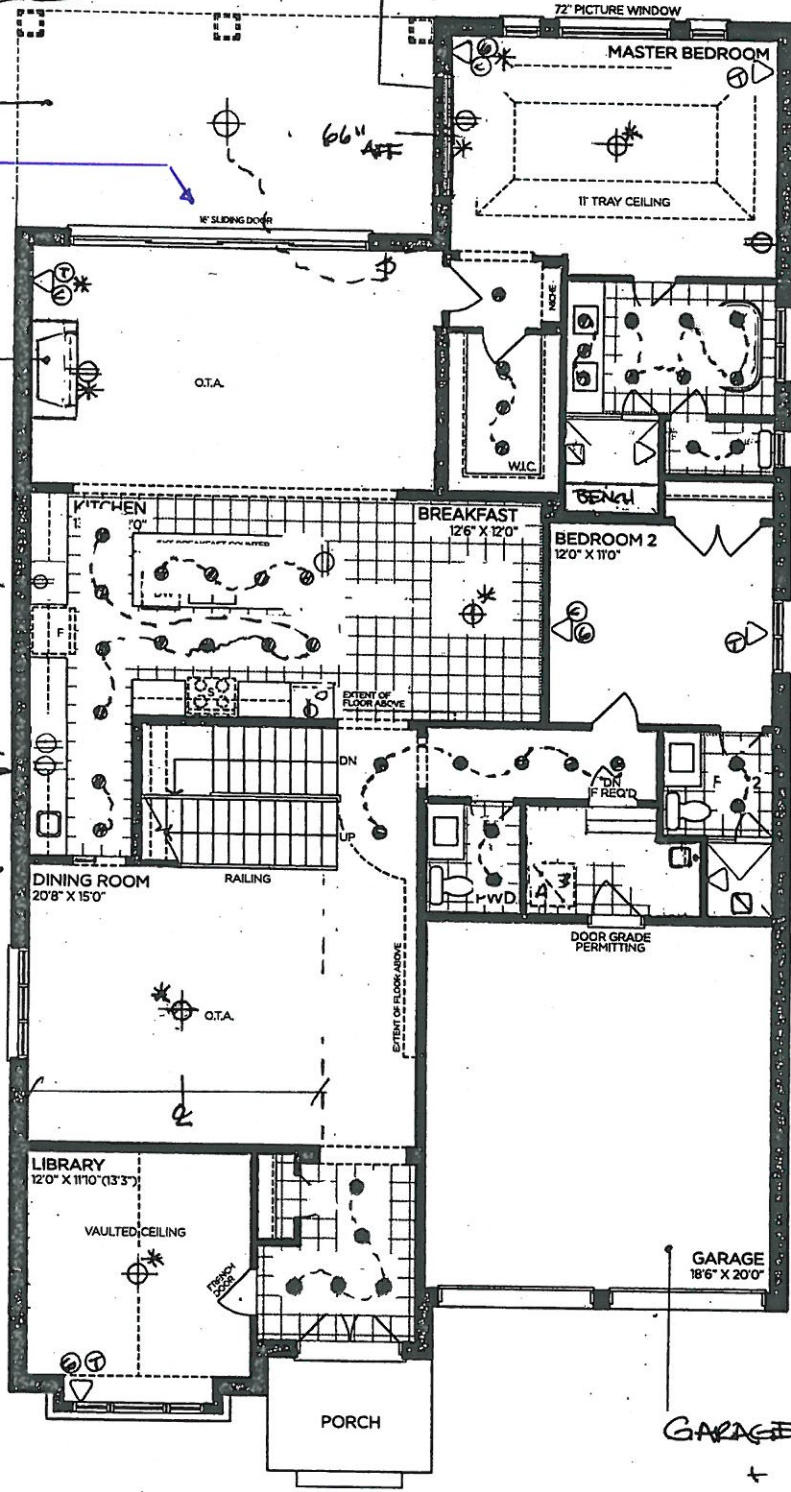 72" PICTURE WINDOW
MASTER BEDROOM
66"
AFF
11' TRAY CEILING
16' SLIDING DOOR
NICHE
O.T.A.
W.I.C.
BENCH
KITCHEN
BREAKFAST
12'6" X 12'0"
BEDROOM 2
12'0" X 11'0"
DW
F
S
EXTENT OF
FLOOR ABOVE
DN
UP
DN
IF REQ'D
RAILING
DINING ROOM
20'8" X 15'0"
PWD.
D
W
DOOR GRADE
PERMITTING
O.T.A.
EXTENT OF FLOOR ABOVE
LIBRARY
12'0" X 11'10"(13'3")
VAULTED CEILING
FRENCH
DOOR
GARAGE
18'6" X 20'0"
PORCH
GARAGE
+